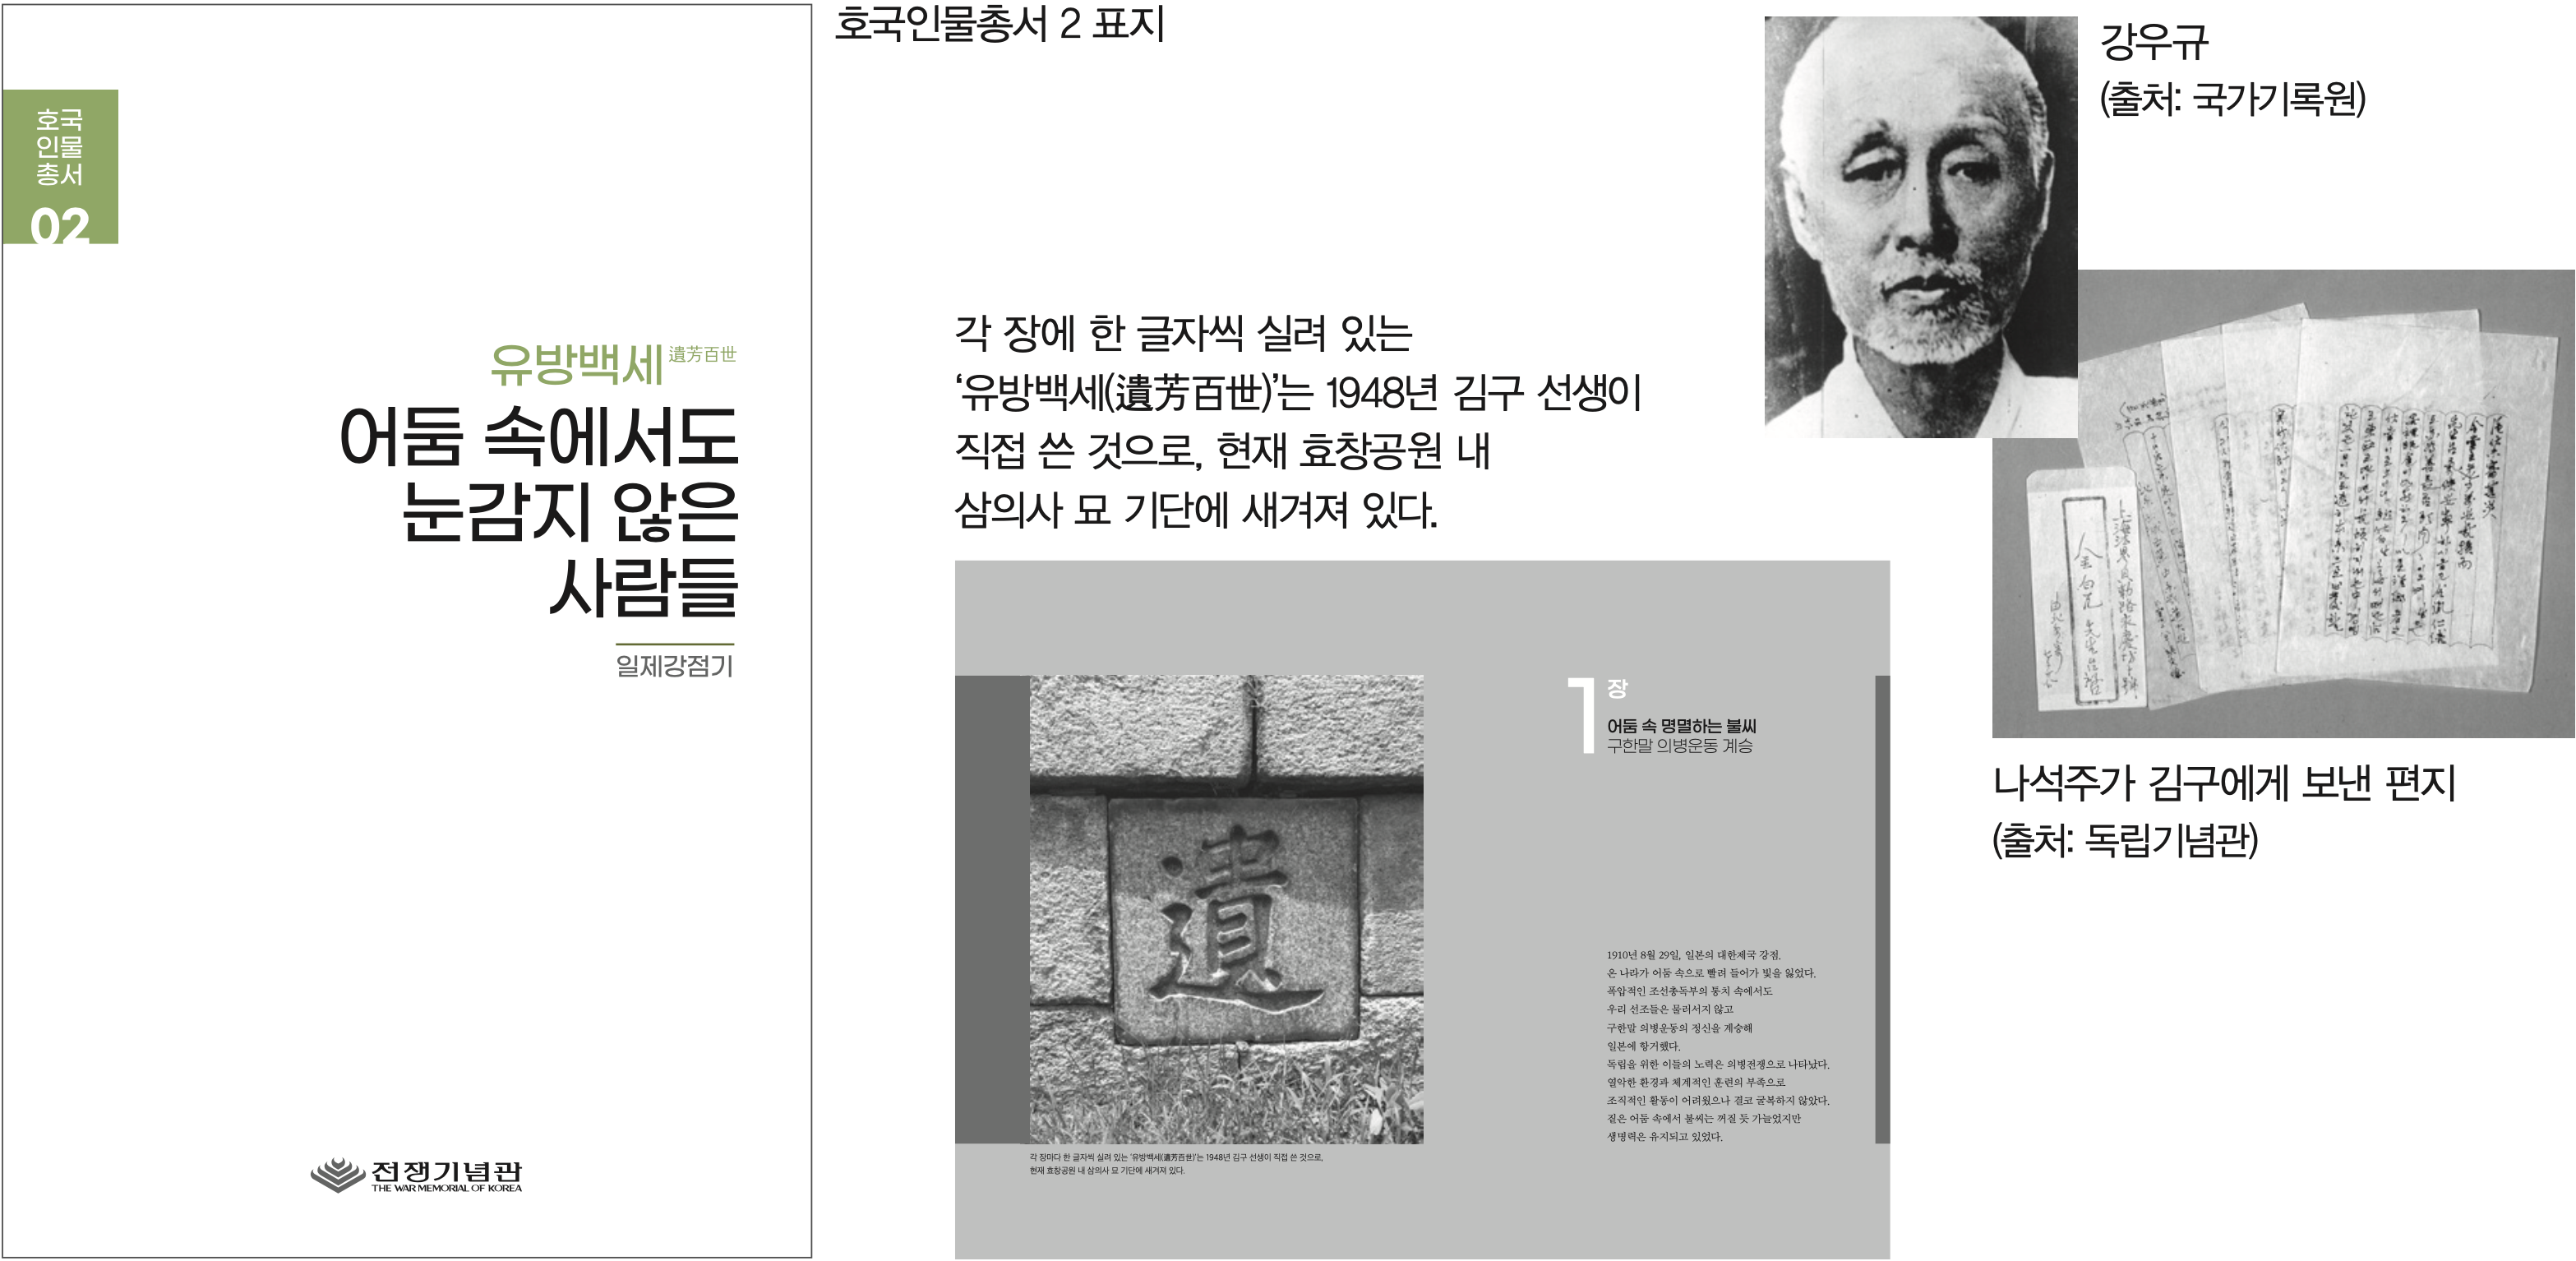 호국
인물
총서
02
유방백세 遺芳百世
어둠 속에서도
눈감지 않은
사람들
일제강점기
전쟁기념관
THE WAR MEMORIAL OF KOREA
호국인물총서 2 표지
각 장에 한 글자씩 실려 있는
‘유방백세(遺芳百世)’는 1948년 김구 선생이
직접 쓴 것으로, 현재 효창공원 내
삼의사 묘 기단에 새겨져 있다.
遺
각 장마다 한 글자씩 실려 있는 '유방백세(遺芳百世)'는 1948년 김구 선생이 직접 쓴 것으로,
현재 효창공원 내 삼의사 묘 기단에 새겨져 있다.
1장
어둠 속 명멸하는 불씨
구한말 의병운동 계승
1910년 8월 29일, 일본의 대한제국 강점.
온 나라가 어둠 속으로 빨려 들어가 빛을 잃었다.
폭압적인 조선총독부의 통치 속에서도
우리 선조들은 물러서지 않고
구한말 의병운동의 정신을 계승해
일본에 항거했다.
독립을 위한 이들의 노력은 의병전쟁으로 나타났다.
열악한 환경과 체계적인 훈련의 부족으로
조직적인 활동이 어려웠으나 결코 굴복하지 않았다.
짙은 어둠 속에서 불씨는 꺼질 듯 가늘었지만
생명력은 유지되고 있었다.
강우규
(출처: 국가기록원)
나석주가 김구에게 보낸 편지
(출처: 독립기념관)